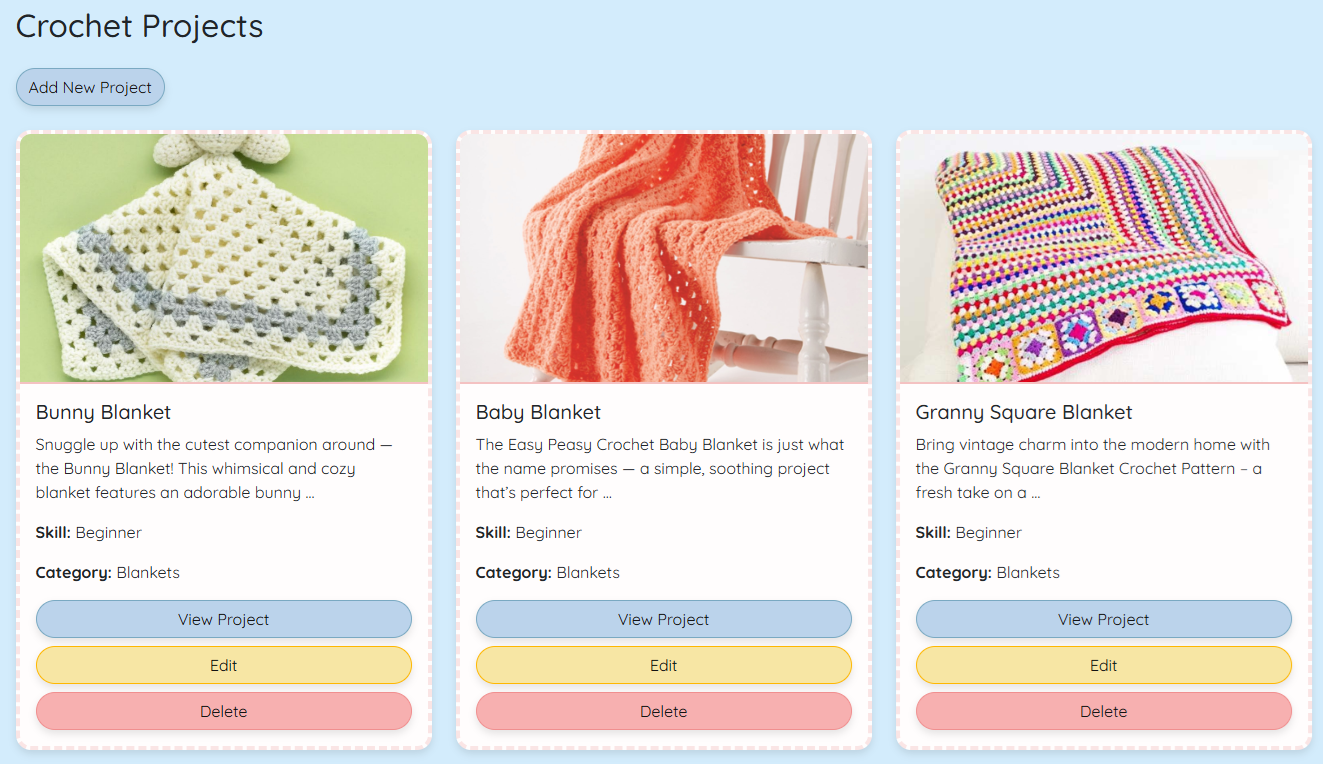 Crochet Projects
Add New Project
Bunny Blanket
Snuggle up with the cutest companion around —
the Bunny Blanket! This whimsical and cozy
blanket features an adorable bunny ...
Skill: Beginner
Category: Blankets
View Project
Edit
Delete
Baby Blanket
The Easy Peasy Crochet Baby Blanket is just what
the name promises — a simple, soothing project
that’s perfect for ...
Skill: Beginner
Category: Blankets
View Project
Edit
Delete
Granny Square Blanket
Bring vintage charm into the modern home with
the Granny Square Blanket Crochet Pattern – a
fresh take on a ...
Skill: Beginner
Category: Blankets
View Project
Edit
Delete